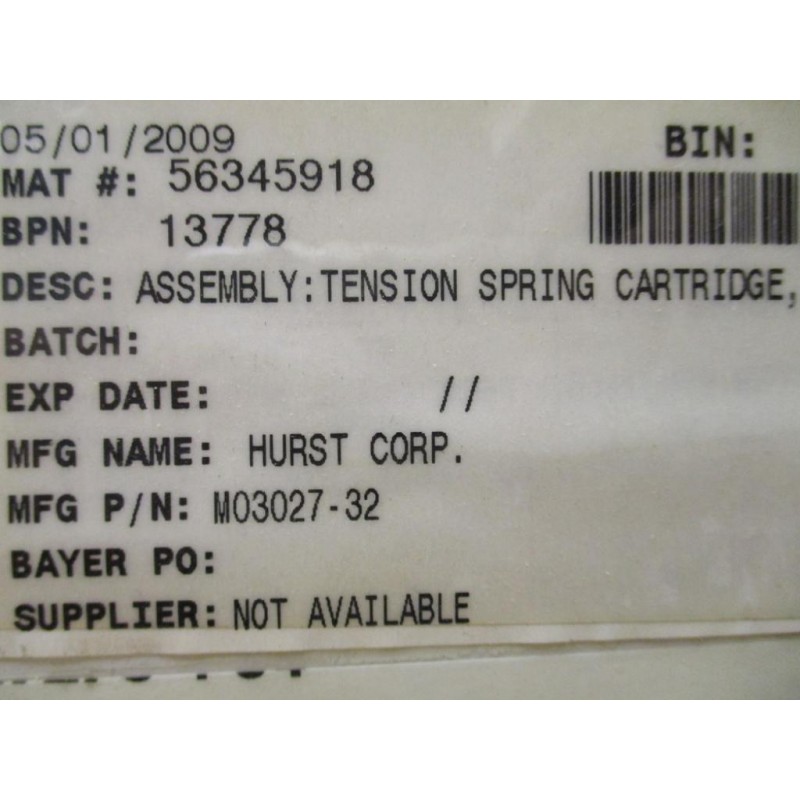 05/01/2009 BIN:
MAT #: 56345918
BPN: 13778
DESC: ASSEMBLY:TENSION SPRING CARTRIDGE,
BATCH:
EXP DATE: //
MFG NAME: HURST CORP.
MFG P/N: M03027-32
BAYER PO:
SUPPLIER: NOT AVAILABLE